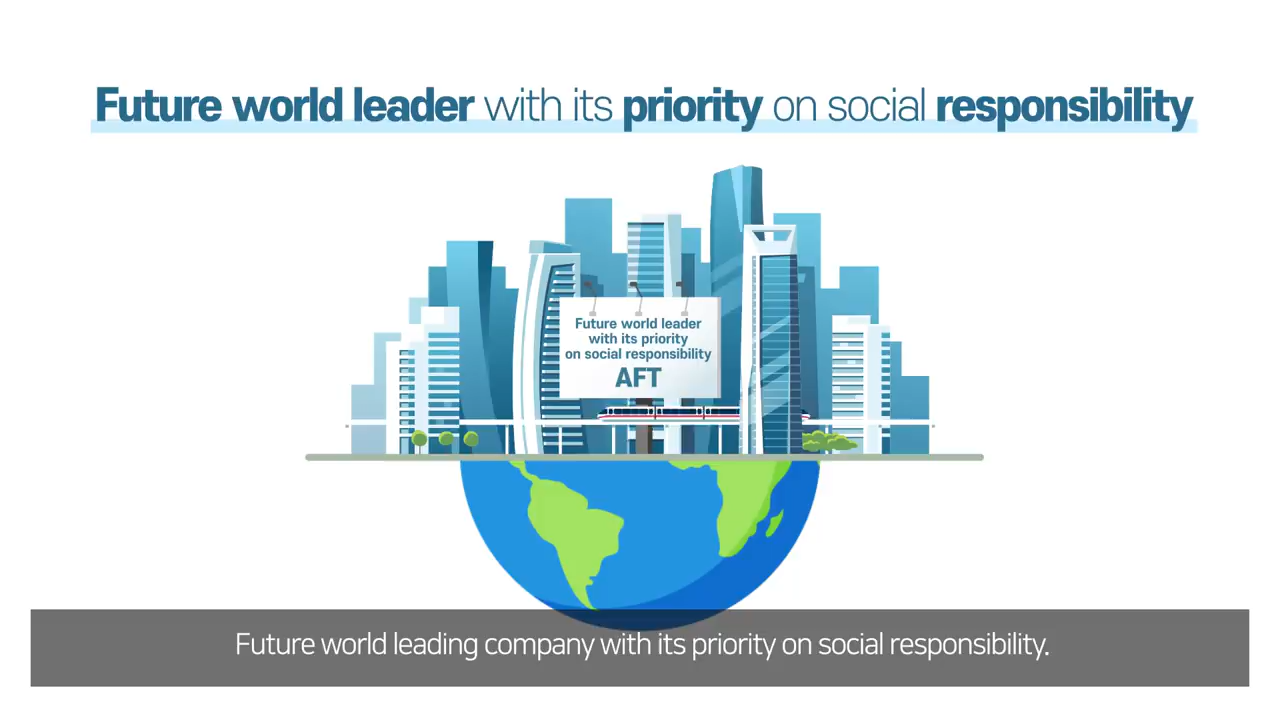 Future world leader with its priority on social responsibility
Future world leader
with its priority
on social responsibility
AFT
Future world leading company with its priority on social responsibility.